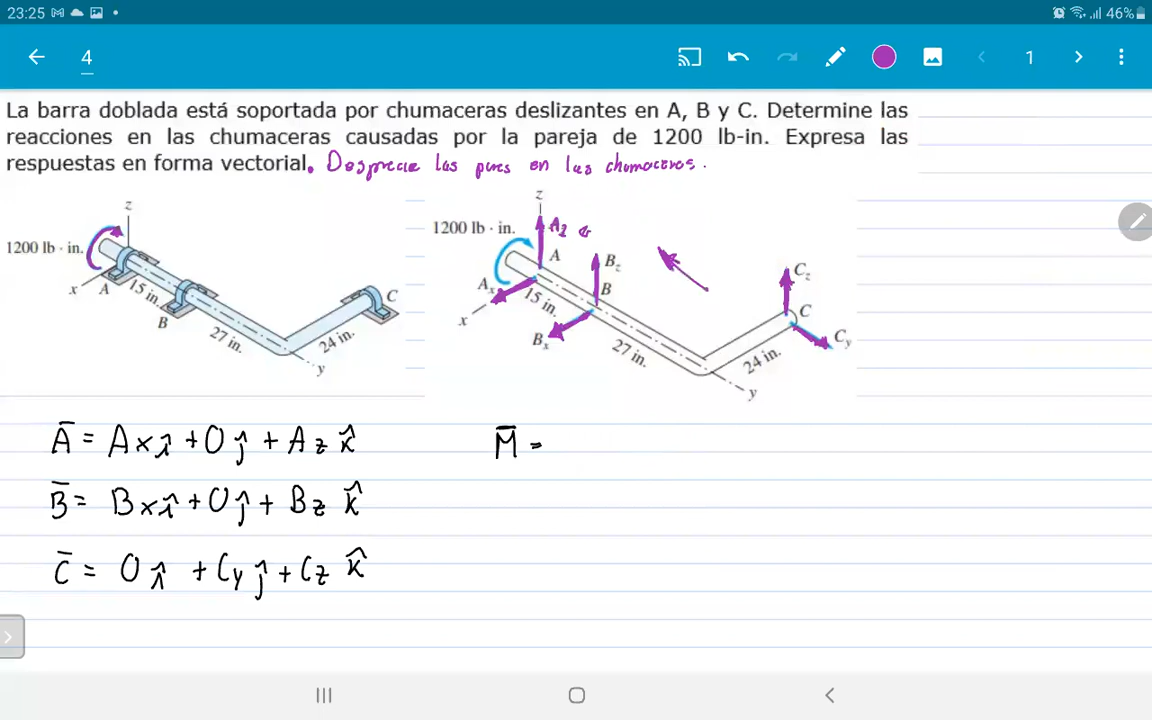 23:25 46%
4 1
La barra doblada está soportada por chumaceras deslizantes en A, B y C. Determine las
reacciones en las chumaceras causadas por la pareja de 1200 lb-in. Expresa las
respuestas en forma vectorial. Desprecie los pares en las chumaceras.
z
1200 lb · in.
x
A
15 in.
B
27 in.
24 in.
C
y
z
1200 lb · in.
Az
A
Ax
x
15 in.
Bz
B
Bx
27 in.
24 in.
Cz
C
Cy
y
A̅ = Ax î + 0 ĵ + Az k̂
B̅ = Bx î + 0 ĵ + Bz k̂
C̅ = 0 î + Cy ĵ + Cz k̂
M̅ =